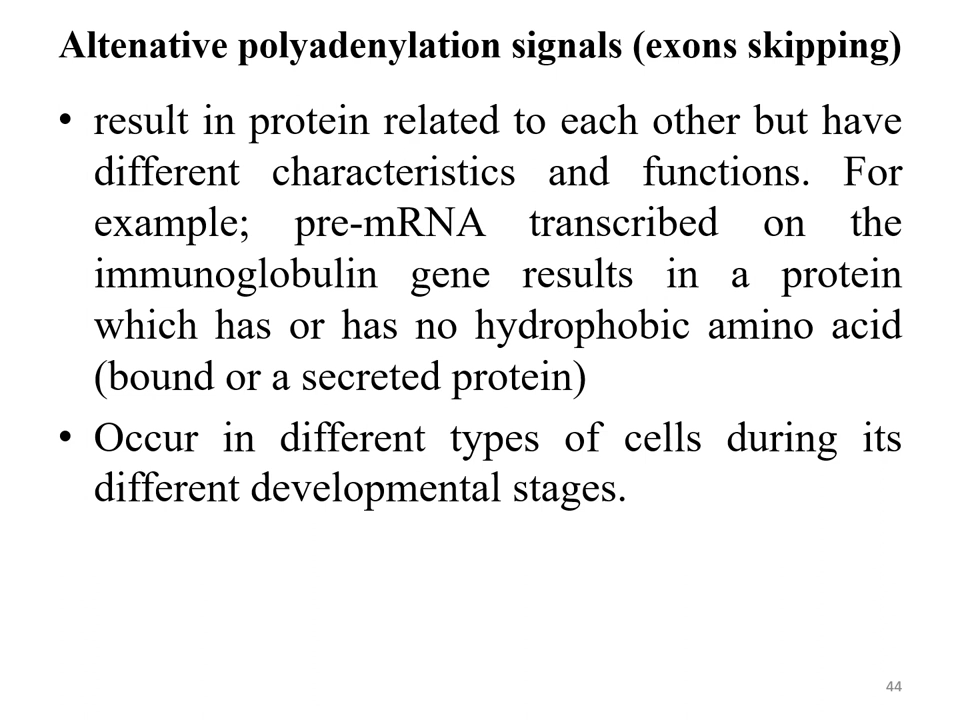 Altenative polyadenylation signals (exons skipping)
• result in protein related to each other but have
different characteristics and functions. For
example; pre-mRNA transcribed on the
immunoglobulin gene results in a protein
which has or has no hydrophobic amino acid
(bound or a secreted protein)
• Occur in different types of cells during its
different developmental stages.
44